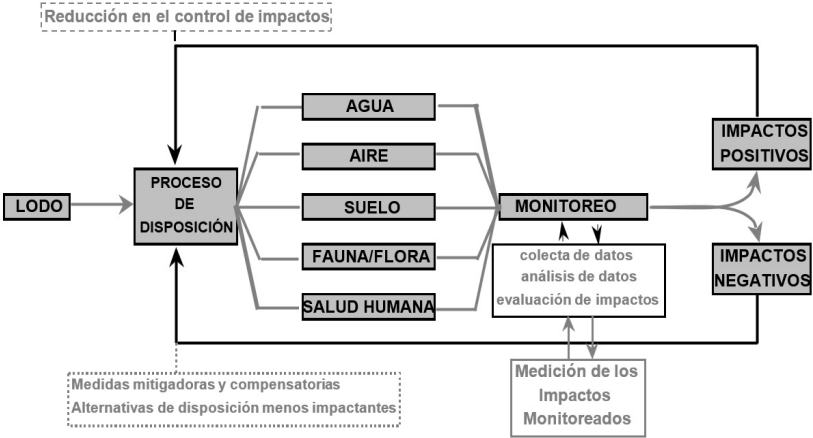 Reducción en el control de impactos
LODO
PROCESO
DE
DISPOSICIÓN
AGUA
AIRE
SUELO
FAUNA/FLORA
SALUD HUMANA
MONITOREO
colecta de datos
análisis de datos
evaluación de impactos
Medición de los
Impactos
Monitoreados
IMPACTOS
POSITIVOS
IMPACTOS
NEGATIVOS
Medidas mitigadoras y compensatorias
Alternativas de disposición menos impactantes